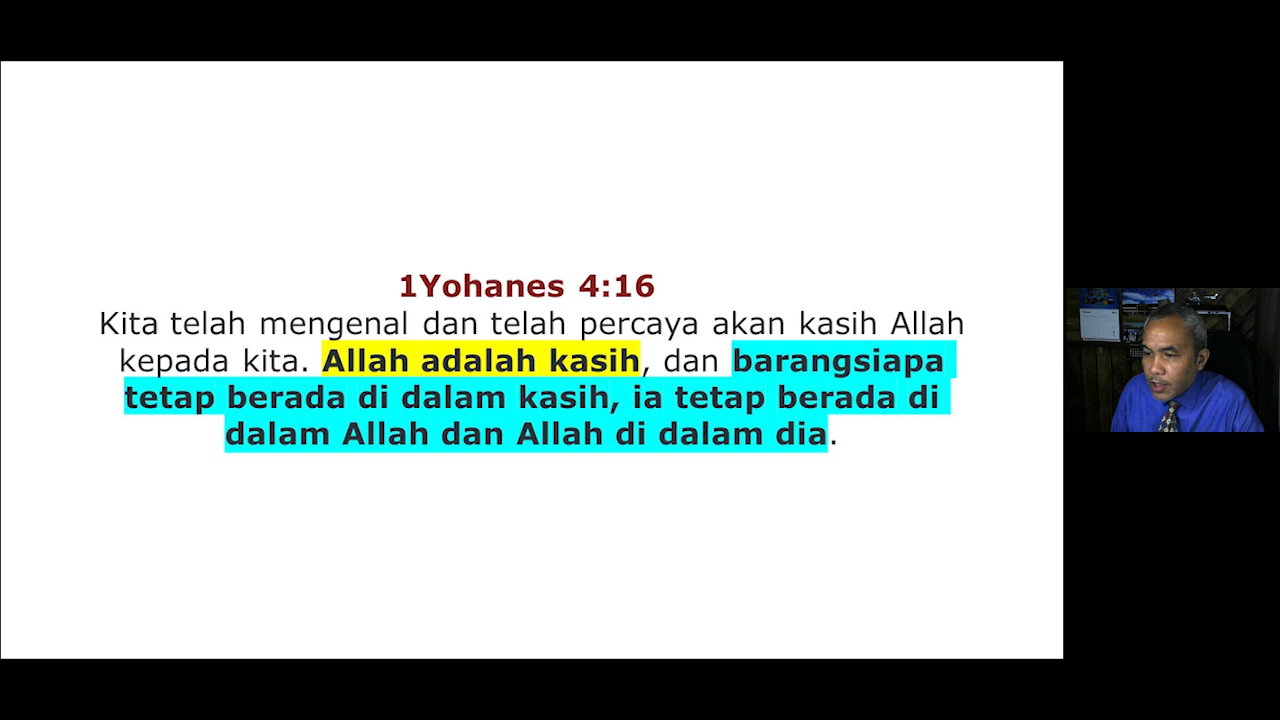 1Yohanes 4:16
Kita telah mengenal dan telah percaya akan kasih Allah
kepada kita. Allah adalah kasih, dan barangsiapa
tetap berada di dalam kasih, ia tetap berada di
dalam Allah dan Allah di dalam dia.